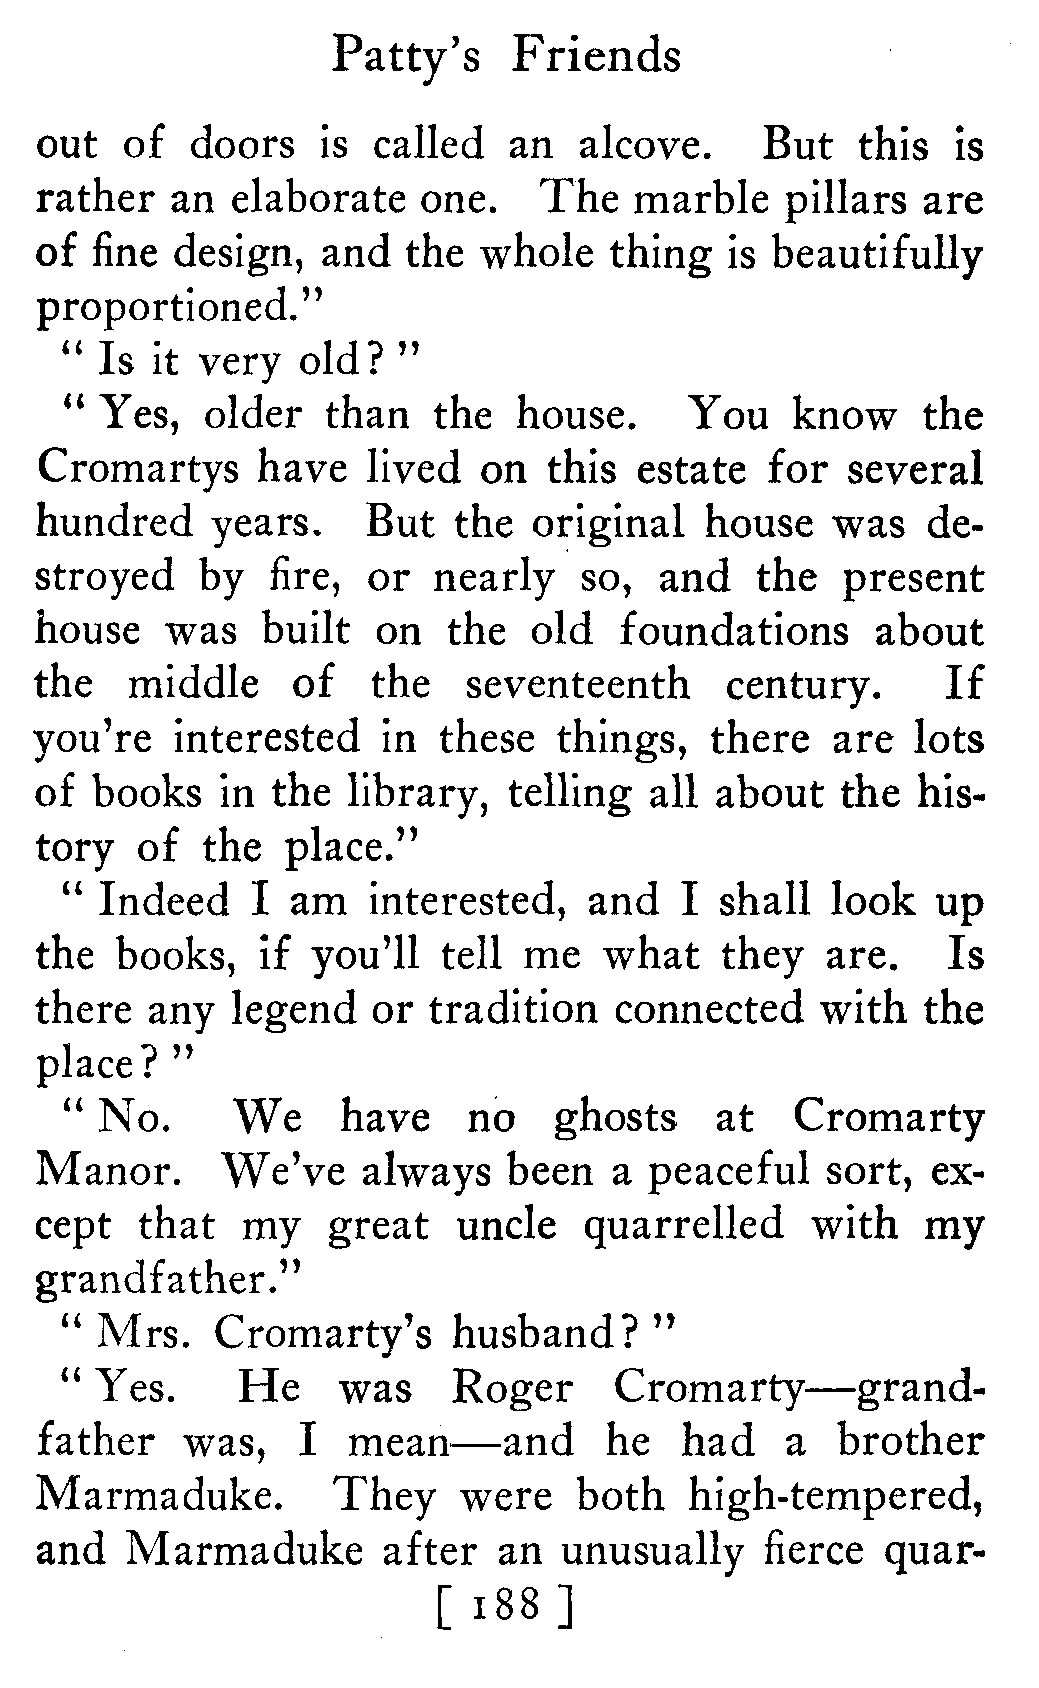 Patty's Friends
out of doors is called an alcove. But this is
rather an elaborate one. The marble pillars are
of fine design, and the whole thing is beautifully
proportioned."
" Is it very old? "
" Yes, older than the house. You know the
Cromartys have lived on this estate for several
hundred years. But the original house was de-
stroyed by fire, or nearly so, and the present
house was built on the old foundations about
the middle of the seventeenth century. If
you're interested in these things, there are lots
of books in the library, telling all about the his-
tory of the place."
" Indeed I am interested, and I shall look up
the books, if you'll tell me what they are. Is
there any legend or tradition connected with the
place? "
" No. We have no ghosts at Cromarty
Manor. We've always been a peaceful sort, ex-
cept that my great uncle quarrelled with my
grandfather."
" Mrs. Cromarty's husband? "
" Yes. He was Roger Cromarty—grand-
father was, I mean—and he had a brother
Marmaduke. They were both high-tempered,
and Marmaduke after an unusually fierce quar-
[ 188 ]